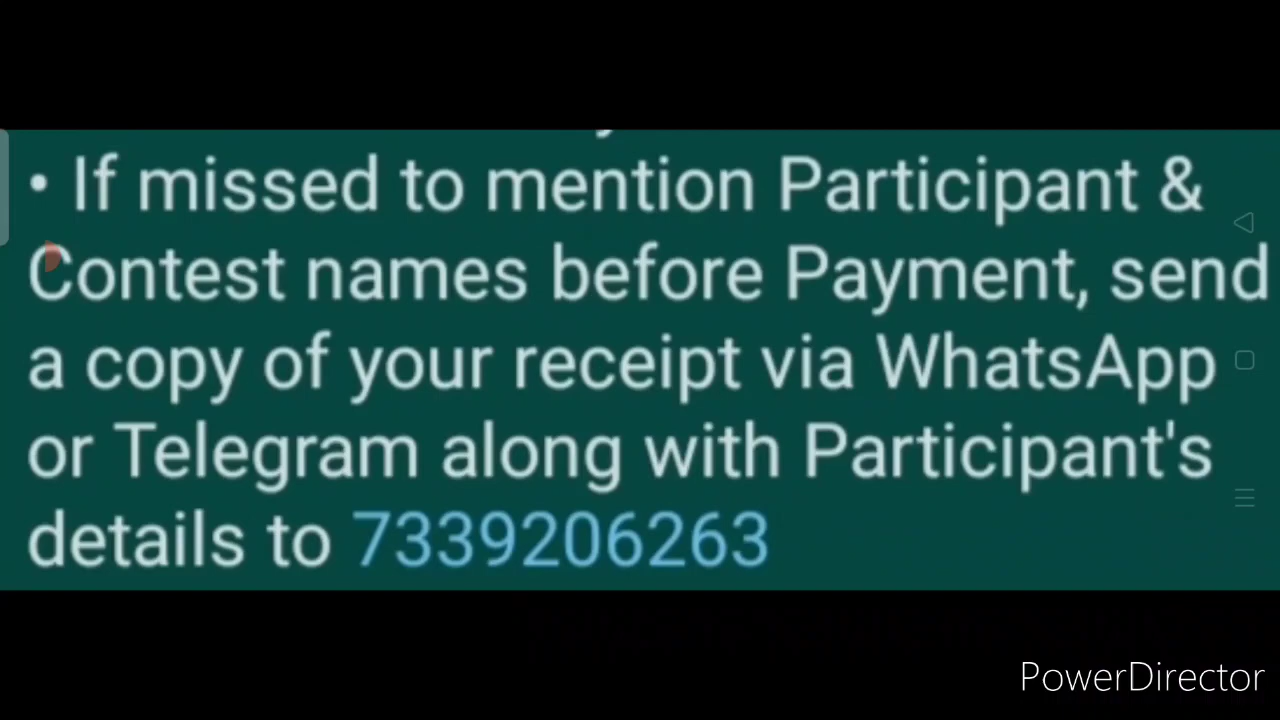 • If missed to mention Participant &
Contest names before Payment, send
a copy of your receipt via WhatsApp
or Telegram along with Participant's
details to 7339206263
PowerDirector